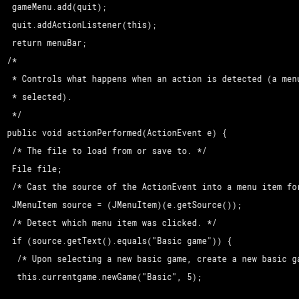 gameMenu.add(quit);
quit.addActionListener(this);
return menuBar;
/*
* Controls what happens when an action is detected (a menu
* selected).
*/
public void actionPerformed(ActionEvent e) {
/* The file to load from or save to. */
File file;
/* Cast the source of the ActionEvent into a menu item for
JMenuItem source = (JMenuItem)(e.getSource());
/* Detect which menu item was clicked. */
if (source.getText().equals("Basic game")) {
/* Upon selecting a new basic game, create a new basic ga
this.currentgame.newGame("Basic", 5);